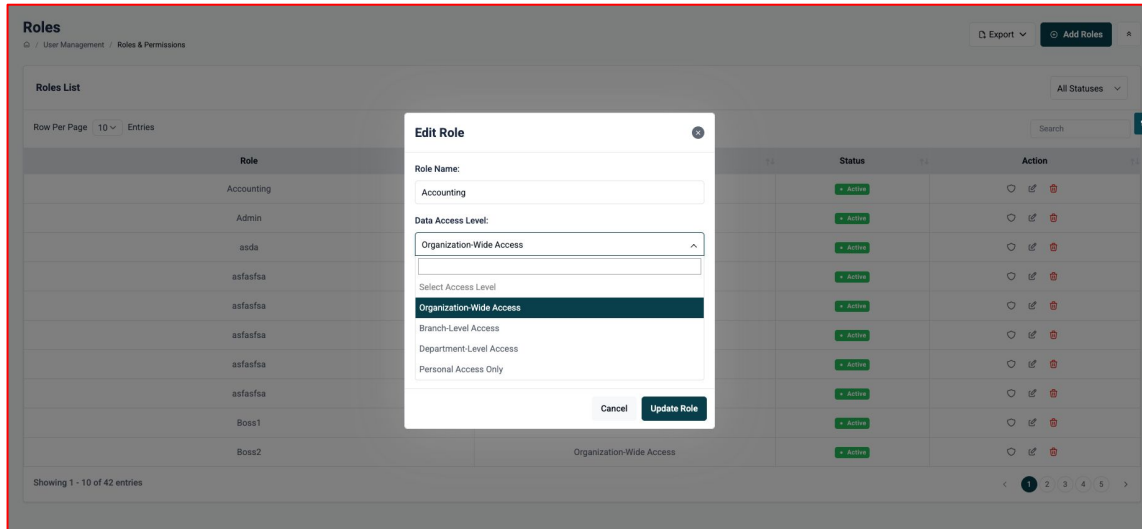 Roles
/ User Management / Roles & Permissions
Export
Add Roles
Roles List
All Statuses
Row Per Page 10 Entries
Search
Role Status Action
Accounting Active
Admin Active
asda Active
asfasfsa Active
asfasfsa Active
asfasfsa Active
asfasfsa Active
asfasfsa Active
Boss1 Active
Boss2 Organization-Wide Access Active
Showing 1 - 10 of 42 entries
1 2 3 4 5
Edit Role
Role Name:
Accounting
Data Access Level:
Organization-Wide Access
Select Access Level
Organization-Wide Access
Branch-Level Access
Department-Level Access
Personal Access Only
Cancel Update Role